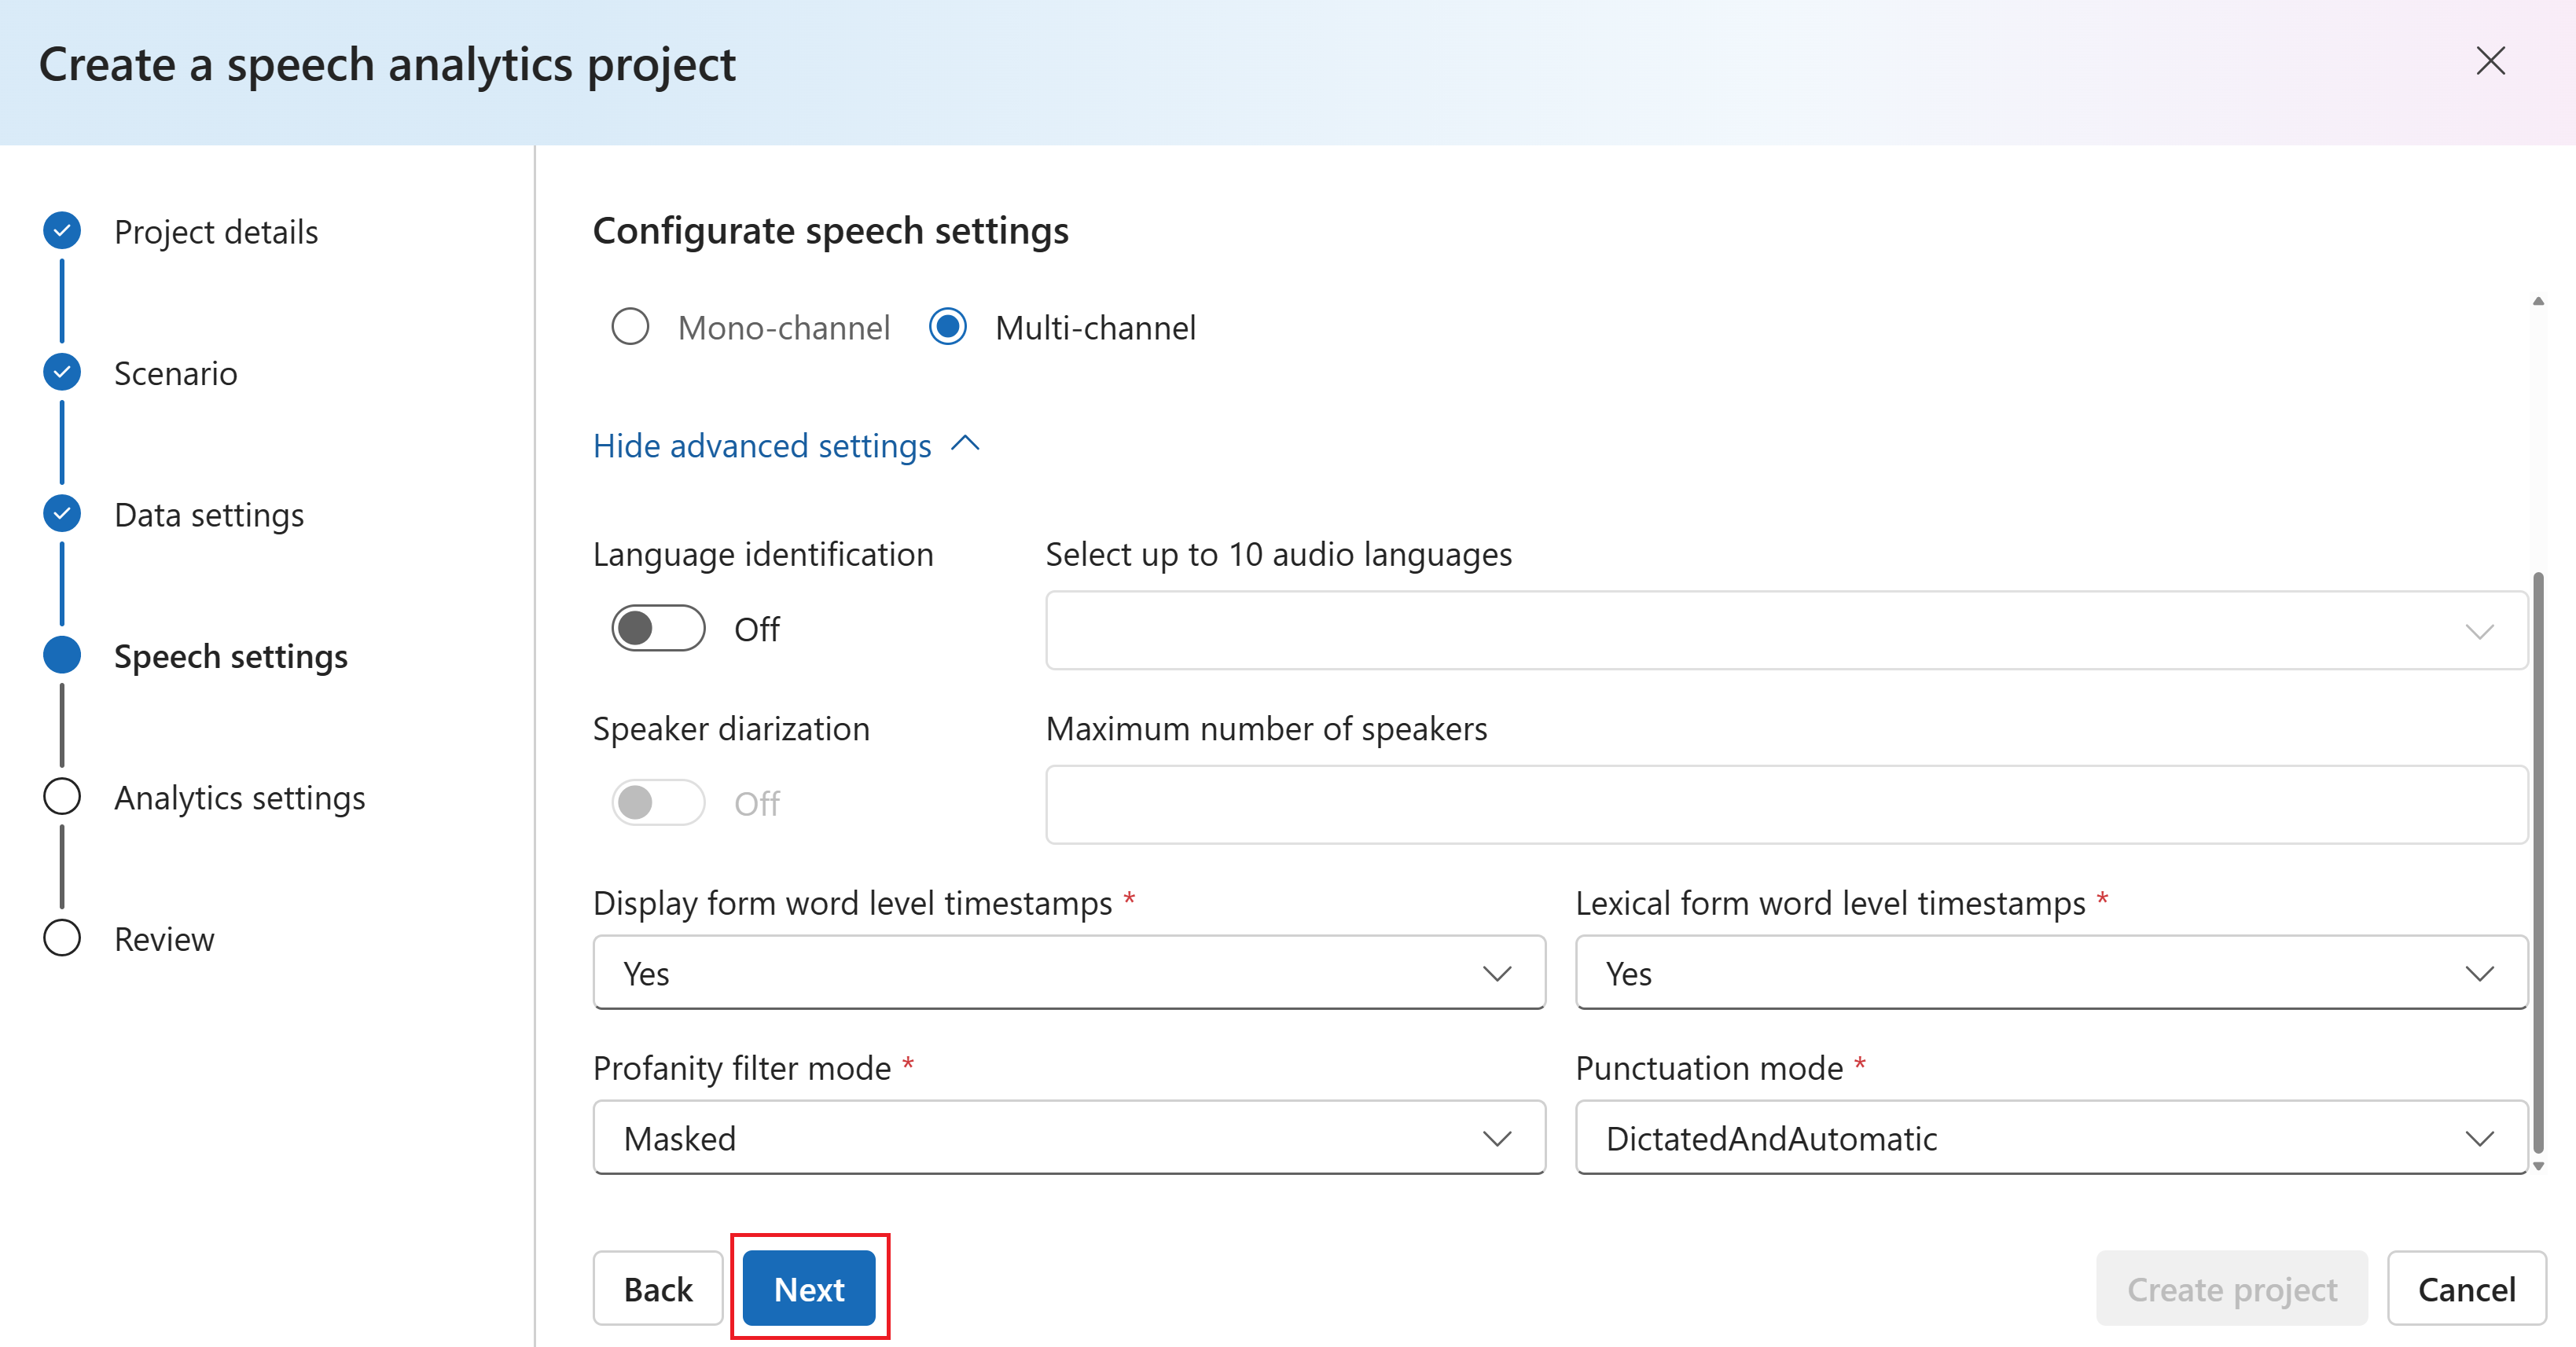 Create a speech analytics project
Project details
Scenario
Data settings
Speech settings
Analytics settings
Review
Configurate speech settings
Mono-channel Multi-channel
Hide advanced settings
Language identification Select up to 10 audio languages
Off
Speaker diarization Maximum number of speakers
Off
Display form word level timestamps * Lexical form word level timestamps *
Yes Yes
Profanity filter mode * Punctuation mode *
Masked DictatedAndAutomatic
Back Next Create project Cancel